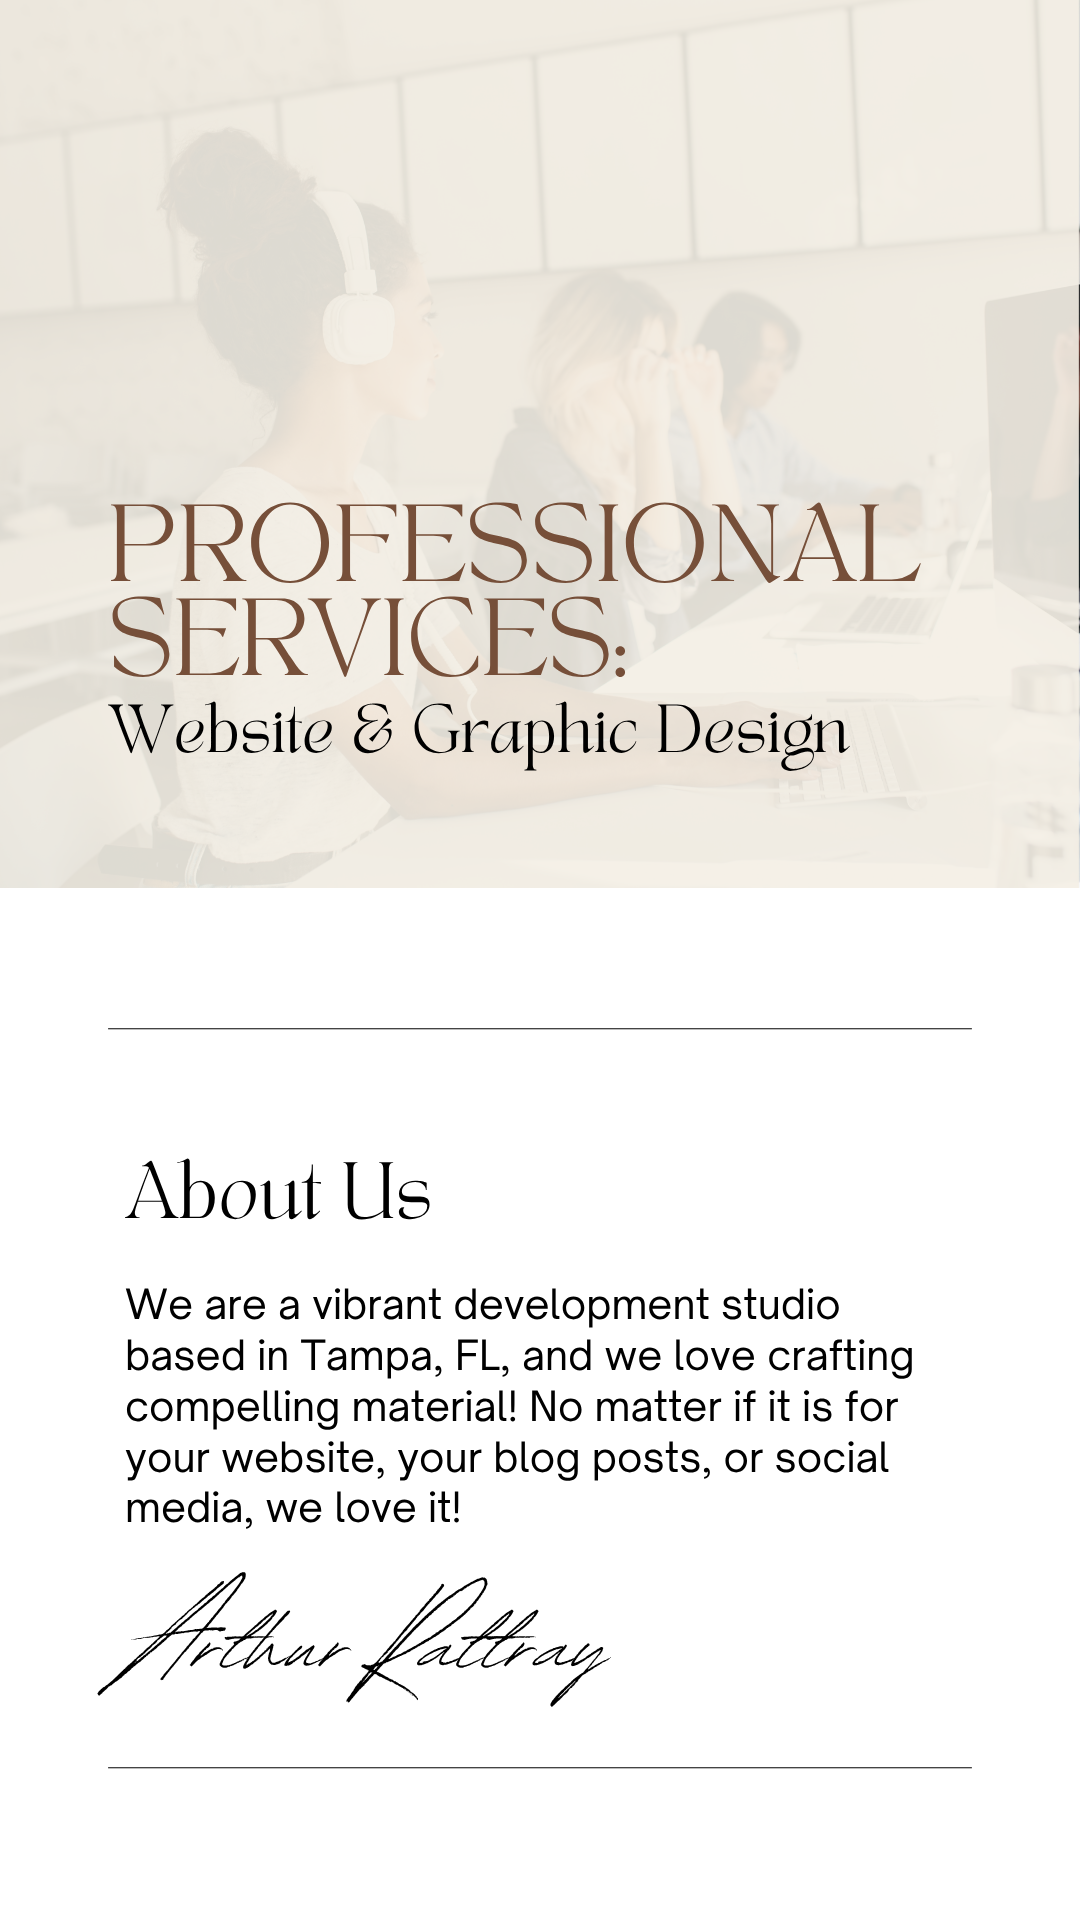 PROFESSIONAL
SERVICES:
Website & Graphic Design
About Us
We are a vibrant development studio
based in Tampa, FL, and we love crafting
compelling material! No matter if it is for
your website, your blog posts, or social
media, we love it!
Arthur Rattray